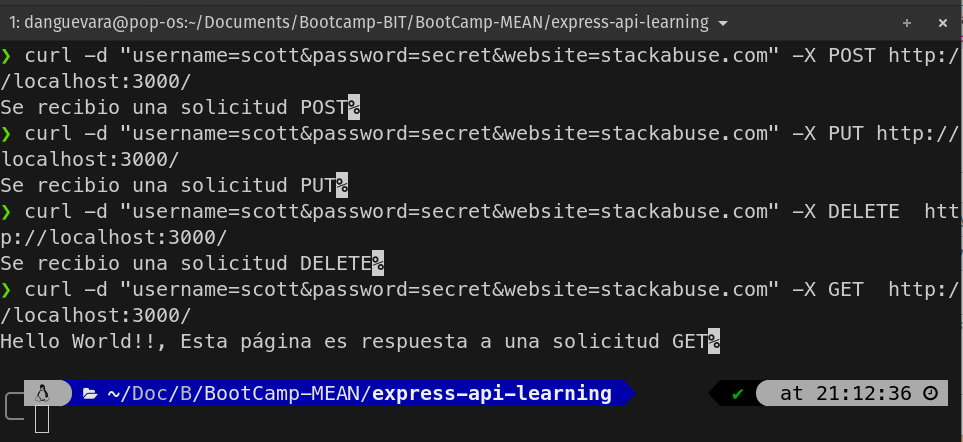 1: danguevara@pop-os:~/Documents/Bootcamp-BIT/BootCamp-MEAN/express-api-learning
❯ curl -d "username=scott&password=secret&website=stackabuse.com" -X POST http:/
/localhost:3000/
Se recibio una solicitud POST%
❯ curl -d "username=scott&password=secret&website=stackabuse.com" -X PUT http://
localhost:3000/
Se recibio una solicitud PUT%
❯ curl -d "username=scott&password=secret&website=stackabuse.com" -X DELETE  htt
p://localhost:3000/
Se recibio una solicitud DELETE%
❯ curl -d "username=scott&password=secret&website=stackabuse.com" -X GET  http:/
/localhost:3000/
Hello World!!, Esta página es respuesta a una solicitud GET%
~/Doc/B/BootCamp-MEAN/express-api-learning ✔ at 21:12:36